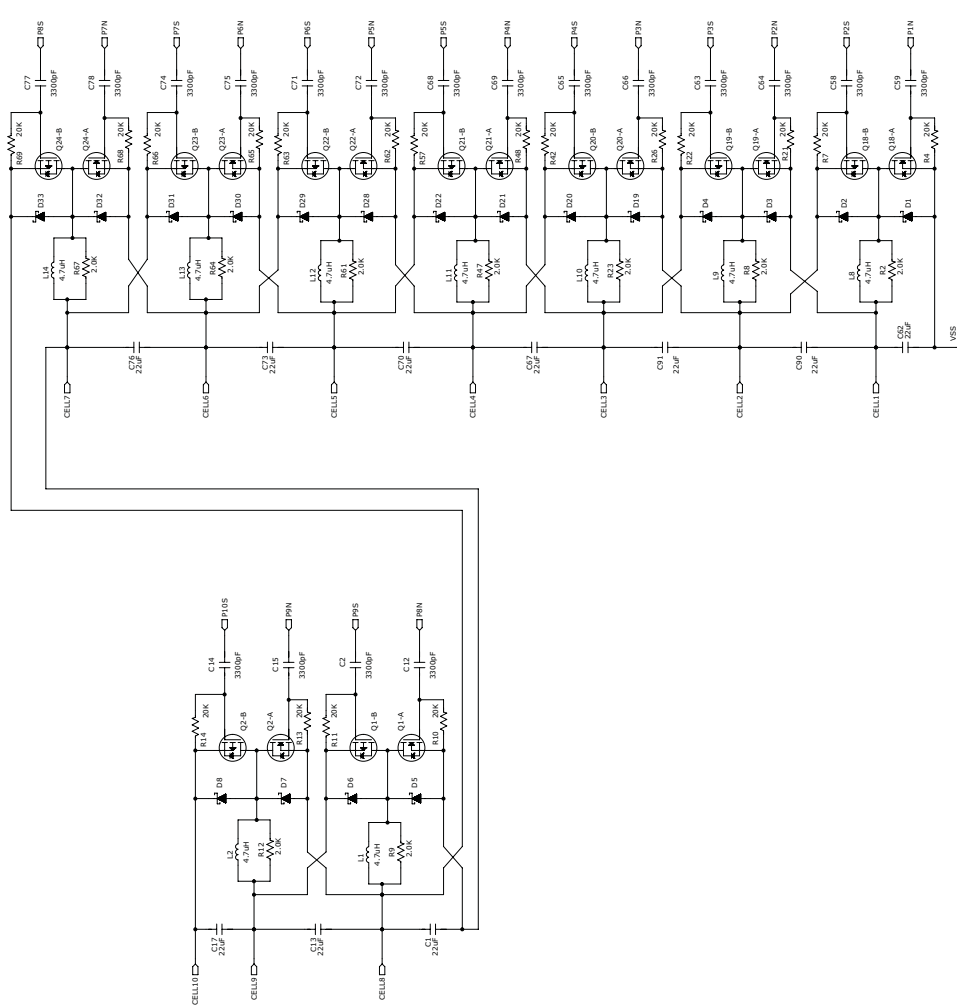 P8S
P7N
P7S
P6N
P6S
P5N
P5S
P4N
P4S
P3N
P3S
P2N
P2S
P1N
C77
3300pF
C78
3300pF
C74
3300pF
C75
3300pF
C71
3300pF
C72
3300pF
C68
3300pF
C69
3300pF
C65
3300pF
C66
3300pF
C63
3300pF
C64
3300pF
C58
3300pF
C59
3300pF
20K
R69
Q24-B
Q24-A
20K
R68
20K
R66
Q23-B
Q23-A
20K
R65
20K
R63
Q22-B
Q22-A
20K
R62
20K
R57
Q21-B
Q21-A
20K
R48
20K
R42
Q20-B
Q20-A
20K
R26
20K
R22
Q19-B
Q19-A
20K
R21
20K
R7
Q18-B
Q18-A
20K
R4
D33
D32
D31
D30
D29
D28
D22
D21
D20
D19
D4
D3
D2
D1
L14
4.7uH
R67
2.0K
L13
4.7uH
R64
2.0K
L12
4.7uH
R61
2.0K
L11
4.7uH
R47
2.0K
L10
4.7uH
R23
2.0K
L9
4.7uH
R8
2.0K
L8
4.7uH
R2
2.0K
C76
22uF
C73
22uF
C70
22uF
C67
22uF
C91
22uF
C90
22uF
C62
22uF
VSS
CELL7
CELL6
CELL5
CELL4
CELL3
CELL2
CELL1
P10S
P9N
P9S
P8N
C14
3300pF
C15
3300pF
C2
3300pF
C12
3300pF
20K
R14
Q2-B
Q2-A
20K
R13
20K
R11
Q1-B
Q1-A
20K
R10
D8
D7
D6
D5
L2
4.7uH
R12
2.0K
L1
4.7uH
R9
2.0K
C17
22uF
C13
22uF
C1
22uF
CELL10
CELL9
CELL8